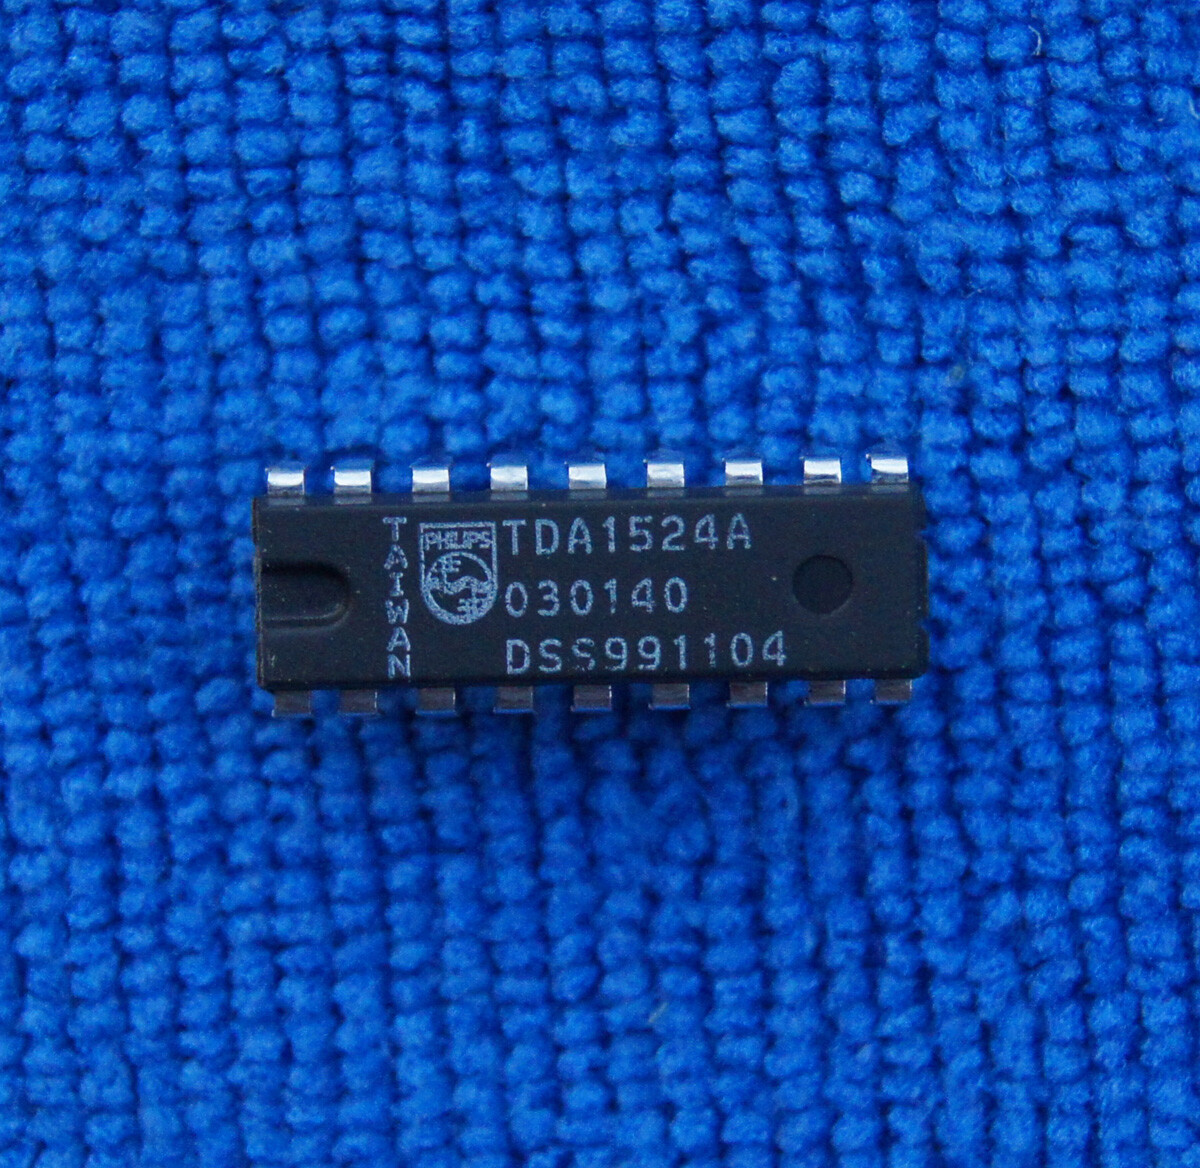 TAIWAN
PHILIPS
TDA1524A
030140
DSS991104